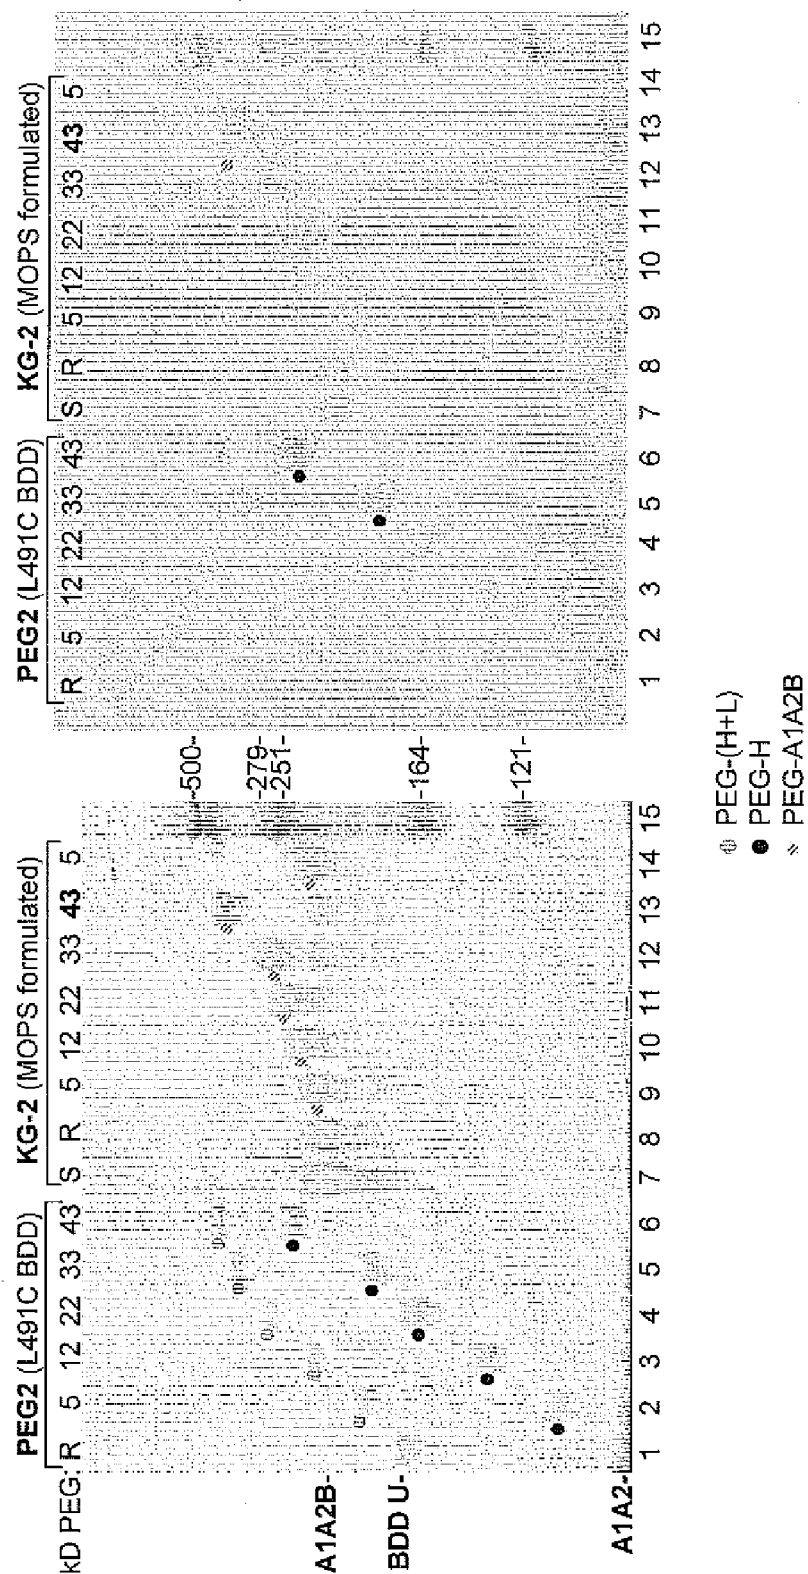 PEG2 (L491C BDD) KG-2 (MOPS formulated)
kD PEG- R 5 12 22 33 43 S R 5 12 22 33 43 5
-500-
-279-
-251-
A1A2B-
BDD U-
-164-
-121-
A1A2-
1 2 3 4 5 6 7 8 9 10 11 12 13 14 15
PEG2 (L491C BDD) KG-2 (MOPS formulated)
R 5 12 22 33 43 S R 5 12 22 33 43 5
1 2 3 4 5 6 7 8 9 10 11 12 13 14 15
PEG-(H+L)
PEG-H
PEG-A1A2B